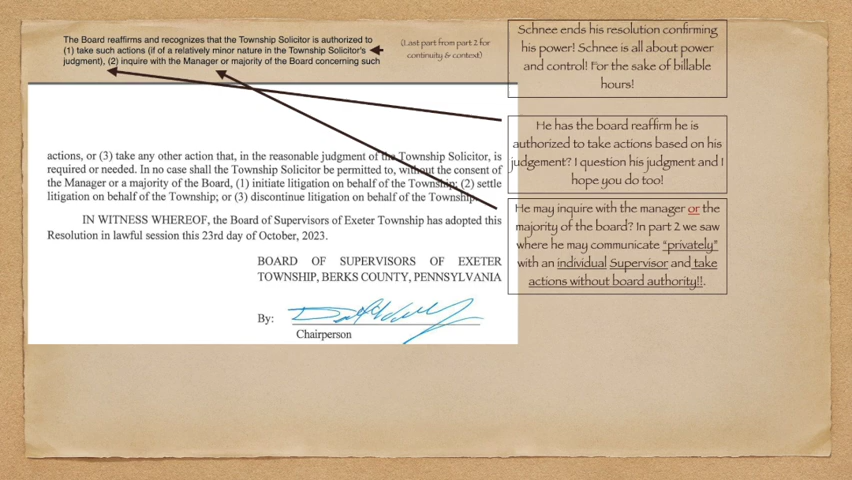 The Board reaffirms and recognizes that the Township Solicitor is authorized to
(1) take such actions (if of a relatively minor nature in the Township Solicitor's
judgment), (2) inquire with the Manager or majority of the Board concerning such
(Last part from part 2 for
continuity & context)
actions, or (3) take any other action that, in the reasonable judgment of the Township Solicitor, is
required or needed. In no case shall the Township Solicitor be permitted to, without the consent of
the Manager or a majority of the Board, (1) initiate litigation on behalf of the Township; (2) settle
litigation on behalf of the Township; or (3) discontinue litigation on behalf of the Township.
IN WITNESS WHEREOF, the Board of Supervisors of Exeter Township has adopted this
Resolution in lawful session this 23rd day of October, 2023.
BOARD OF SUPERVISORS OF EXETER
TOWNSHIP, BERKS COUNTY, PENNSYLVANIA
By:
Chairperson
Schnee ends his resolution confirming
his power! Schnee is all about power
and control! For the sake of billable
hours!
He has the board reaffirm he is
authorized to take actions based on his
judgement? I question his judgment and I
hope you do too!
He may inquire with the manager or the
majority of the board? In part 2 we saw
where he may communicate "privately"
with an individual Supervisor and take
actions without board authority!!.